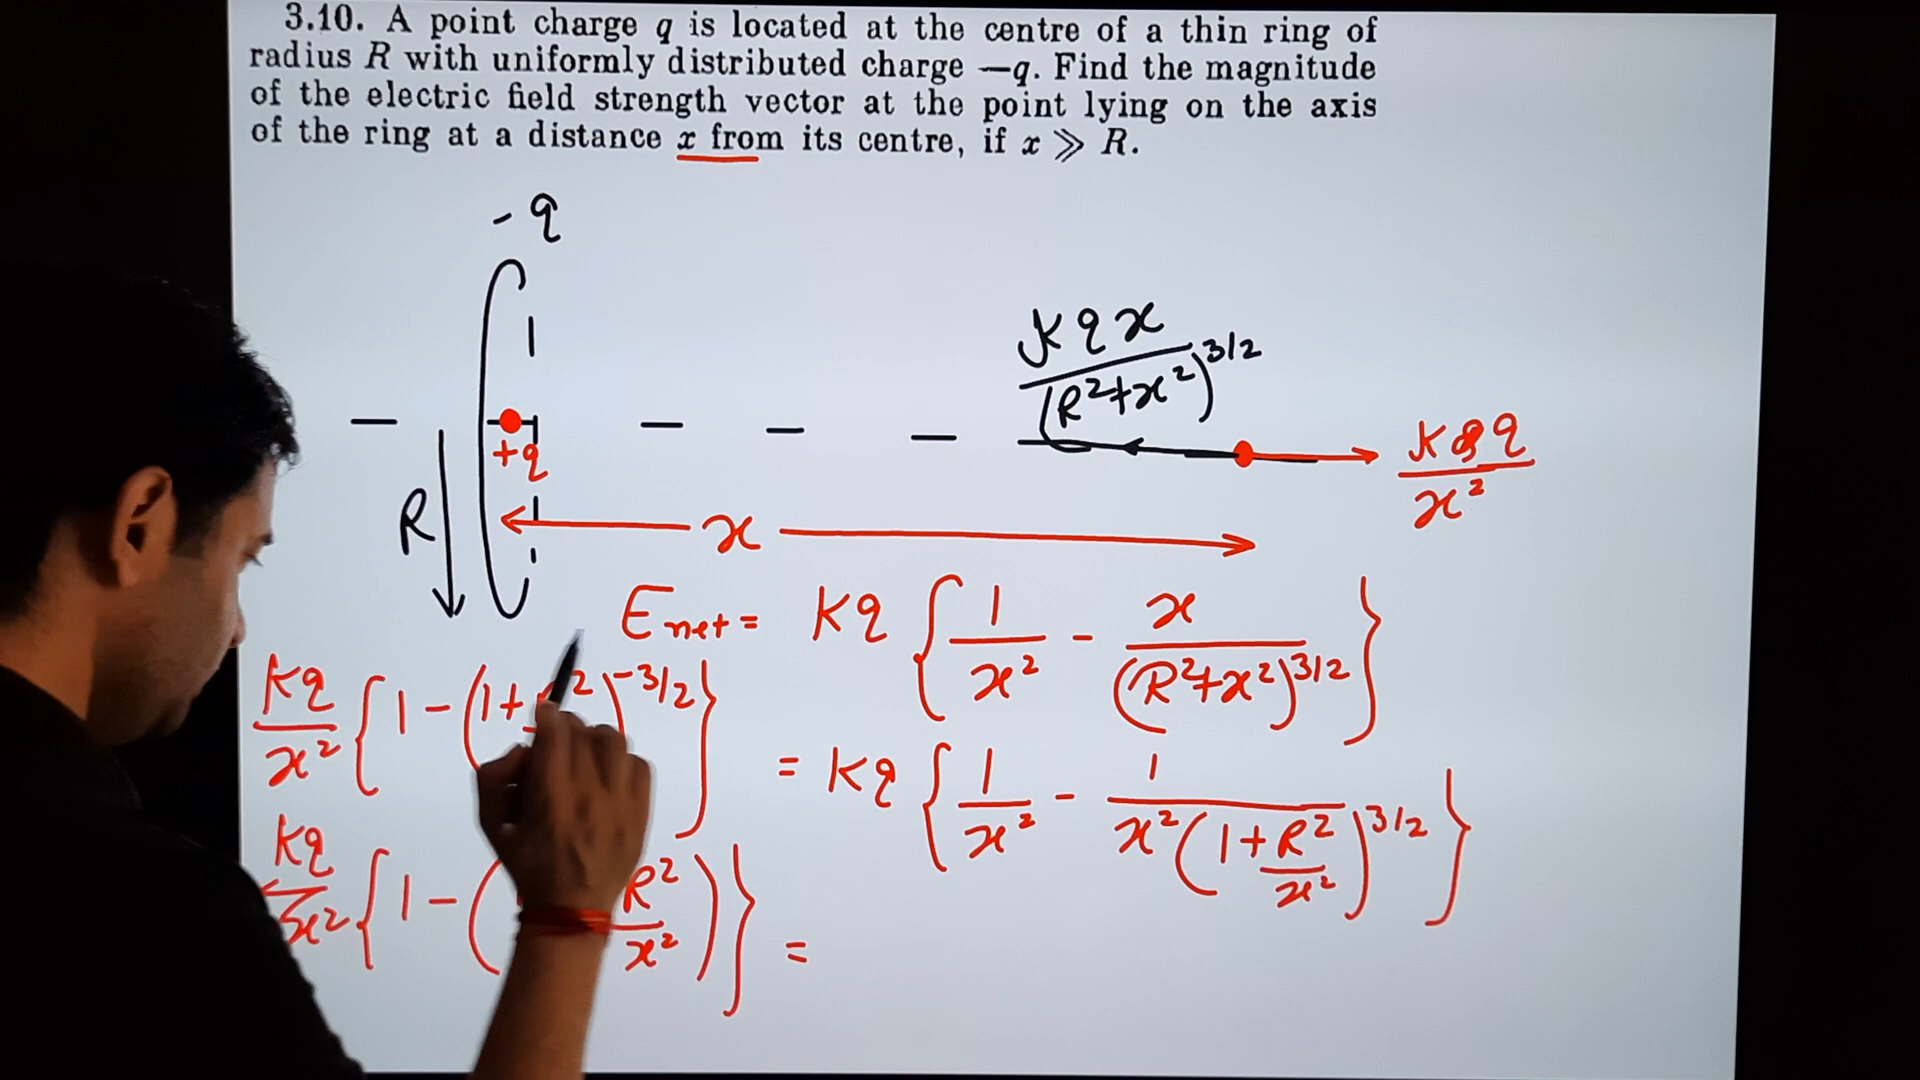 3.10. A point charge q is located at the centre of a thin ring of
radius R with uniformly distributed charge —q. Find the magnitude
of the electric field strength vector at the point lying on the axis
of the ring at a distance x from its centre, if x ≫ R.
- q
K q x
(R²+x²)^3/2
+q
K q
x²
R
x
E net = Kq { 1/x² - x/(R²+x²)^3/2 }
Kq/x² { 1 - (1+ ²)^-3/2 }
= Kq { 1/x² - 1/x²(1+R²/x²)^3/2 }
Kq/x² { 1 - ( R²/x² ) } =